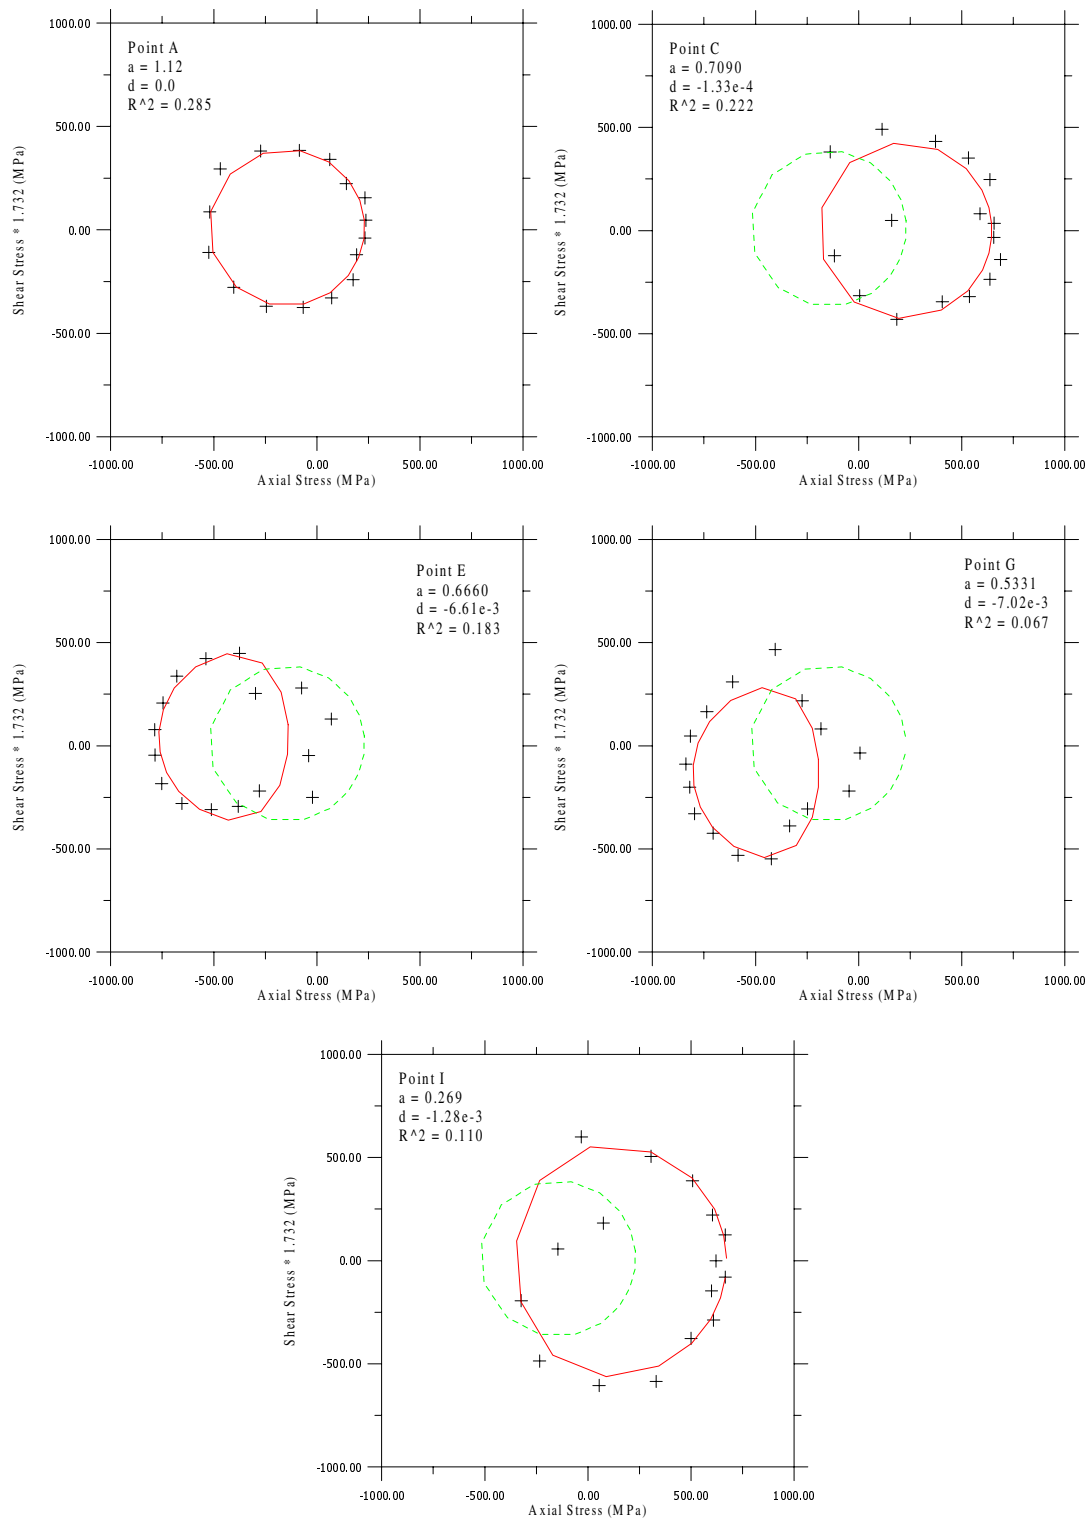 1000.00
500.00
0.00
-500.00
-1000.00
Shear Stress * 1.732 (MPa)
Point A
a = 1.12
d = 0.0
R^2 = 0.285
-1000.00 -500.00 0.00 500.00 1000.00
Axial Stress (MPa)
1000.00
500.00
0.00
-500.00
-1000.00
Shear Stress * 1.732 (MPa)
Point C
a = 0.7090
d = -1.33e-4
R^2 = 0.222
-1000.00 -500.00 0.00 500.00 1000.00
Axial Stress (MPa)
1000.00
500.00
0.00
-500.00
-1000.00
Shear Stress * 1.732 (MPa)
Point E
a = 0.6660
d = -6.61e-3
R^2 = 0.183
-1000.00 -500.00 0.00 500.00 1000.00
Axial Stress (MPa)
1000.00
500.00
0.00
-500.00
-1000.00
Shear Stress * 1.732 (MPa)
Point G
a = 0.5331
d = -7.02e-3
R^2 = 0.067
-1000.00 -500.00 0.00 500.00 1000.00
Axial Stress (MPa)
1000.00
500.00
0.00
-500.00
-1000.00
Shear Stress * 1.732 (MPa)
Point I
a = 0.269
d = -1.28e-3
R^2 = 0.110
-1000.00 -500.00 0.00 500.00 1000.00
Axial Stress (MPa)